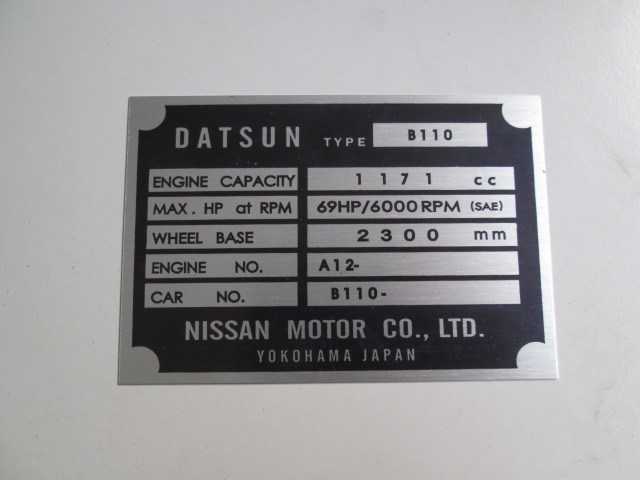 DATSUN TYPE B110
ENGINE CAPACITY 1171 cc
MAX. HP at RPM 69HP/6000RPM (SAE)
WHEEL BASE 2300 mm
ENGINE NO. A12-
CAR NO. B110-
NISSAN MOTOR CO., LTD.
YOKOHAMA JAPAN